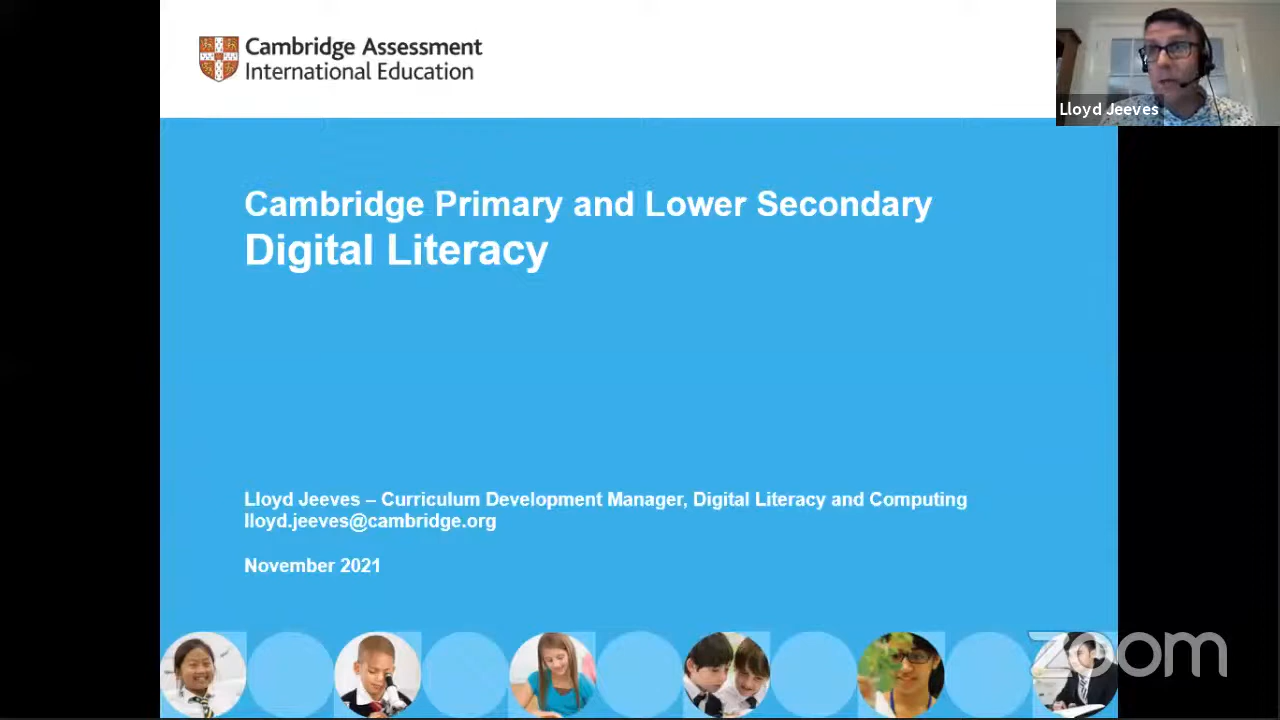 Cambridge Assessment
International Education
Lloyd Jeeves
Cambridge Primary and Lower Secondary
Digital Literacy
Lloyd Jeeves – Curriculum Development Manager, Digital Literacy and Computing
lloyd.jeeves@cambridge.org
November 2021
zoom